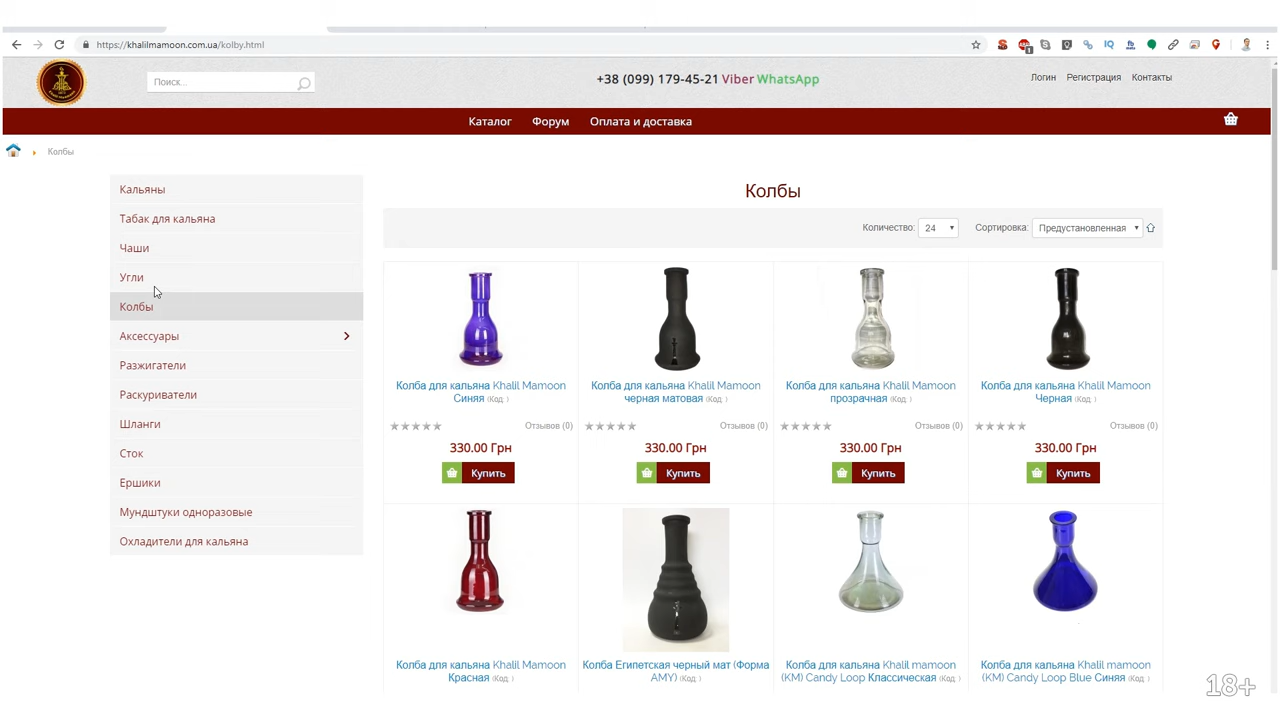 https://khalilmamoon.com.ua/kolby.html
Поиск...
+38 (099) 179-45-21 Viber WhatsApp
Логин Регистрация Контакты
Каталог Форум Оплата и доставка
Колбы
Кальяны
Табак для кальяна
Чаши
Угли
Колбы
Аксессуары
Разжигатели
Раскуриватели
Шланги
Сток
Ершики
Мундштуки одноразовые
Охладители для кальяна
Колбы
Количество: 24 Сортировка: Предустановленная
Колба для кальяна Khalil Mamoon
Синяя (Код: )
Отзывов (0)
330.00 Грн
Купить
Колба для кальяна Khalil Mamoon
черная матовая (Код: )
Отзывов (0)
330.00 Грн
Купить
Колба для кальяна Khalil Mamoon
прозрачная (Код: )
Отзывов (0)
330.00 Грн
Купить
Колба для кальяна Khalil Mamoon
Черная (Код: )
Отзывов (0)
330.00 Грн
Купить
Колба для кальяна Khalil Mamoon
Красная (Код: )
Колба Египетская черный мат (Форма
AMY) (Код: )
Колба для кальяна Khalil mamoon
(KM) Candy Loop Классическая (Код: )
Колба для кальяна Khalil mamoon
(KM) Candy Loop Blue Синяя (Код: )
18+